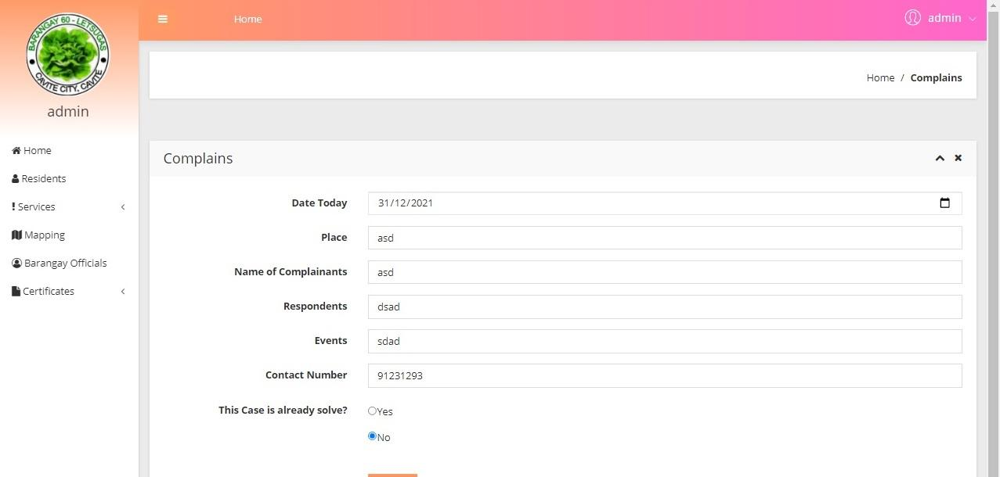 BARANGAY 60 - LETSUGAS
CAVITE CITY, CAVITE
admin
Home
Residents
Services
Mapping
Barangay Officials
Certificates
Home
admin
Home / Complains
Complains
Date Today 31/12/2021
Place asd
Name of Complainants asd
Respondents dsad
Events sdad
Contact Number 91231293
This Case is already solve? Yes
No